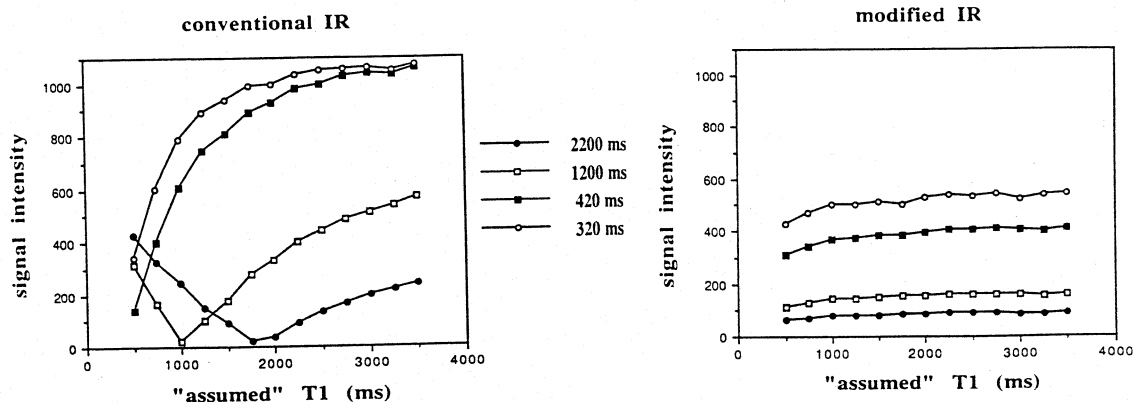 conventional IR
signal intensity
1000
800
600
400
200
0
0
1000
2000
3000
4000
"assumed" T1 (ms)
2200 ms
1200 ms
420 ms
320 ms
modified IR
signal intensity
1000
800
600
400
200
0
0
1000
2000
3000
4000
"assumed" T1 (ms)